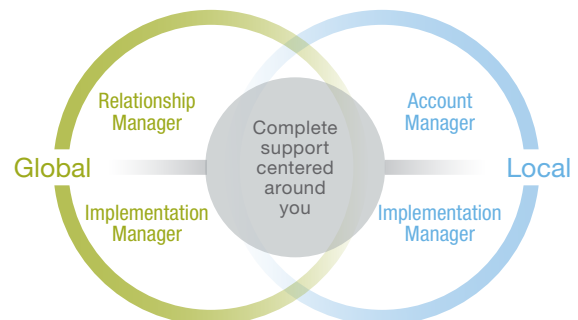 Relationship
Manager
Global
Implementation
Manager
Complete
support
centered
around
you
Account
Manager
Local
Implementation
Manager